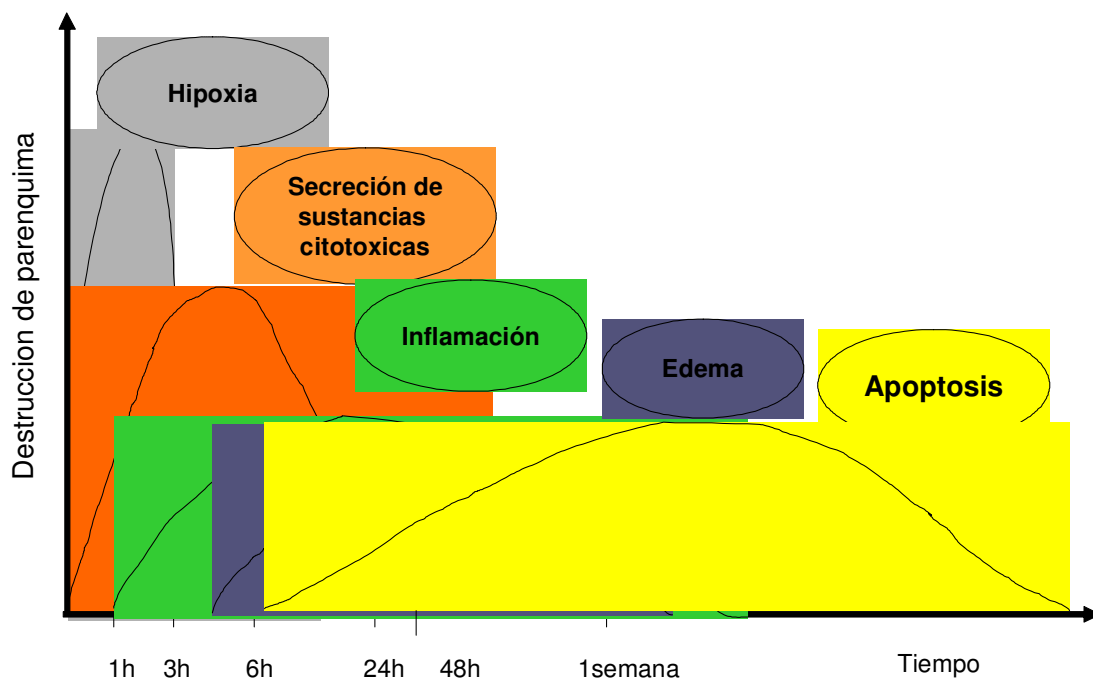 Hipoxia
Secreción de
sustancias
citotoxicas
Inflamación
Edema
Apoptosis
Destruccion de parenquima
1h 3h 6h 24h 48h 1semana Tiempo